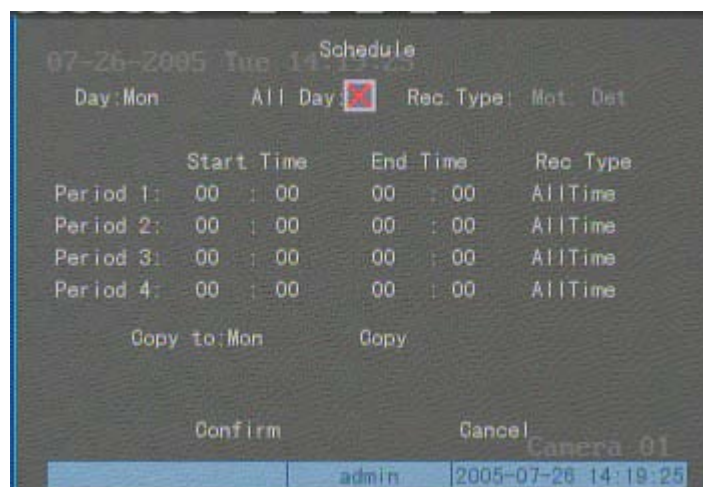 Schedule
07-26-2005 Tue 14:19:25
Day:Mon All Day: Rec.Type: Mot. Det
Start Time End Time Rec Type
Period 1: 00 : 00 00 : 00 AllTime
Period 2: 00 : 00 00 : 00 AllTime
Period 3: 00 : 00 00 : 00 AllTime
Period 4: 00 : 00 00 : 00 AllTime
Copy to:Mon Copy
Confirm Cancel
Camera 01
admin 2005-07-26 14:19:25